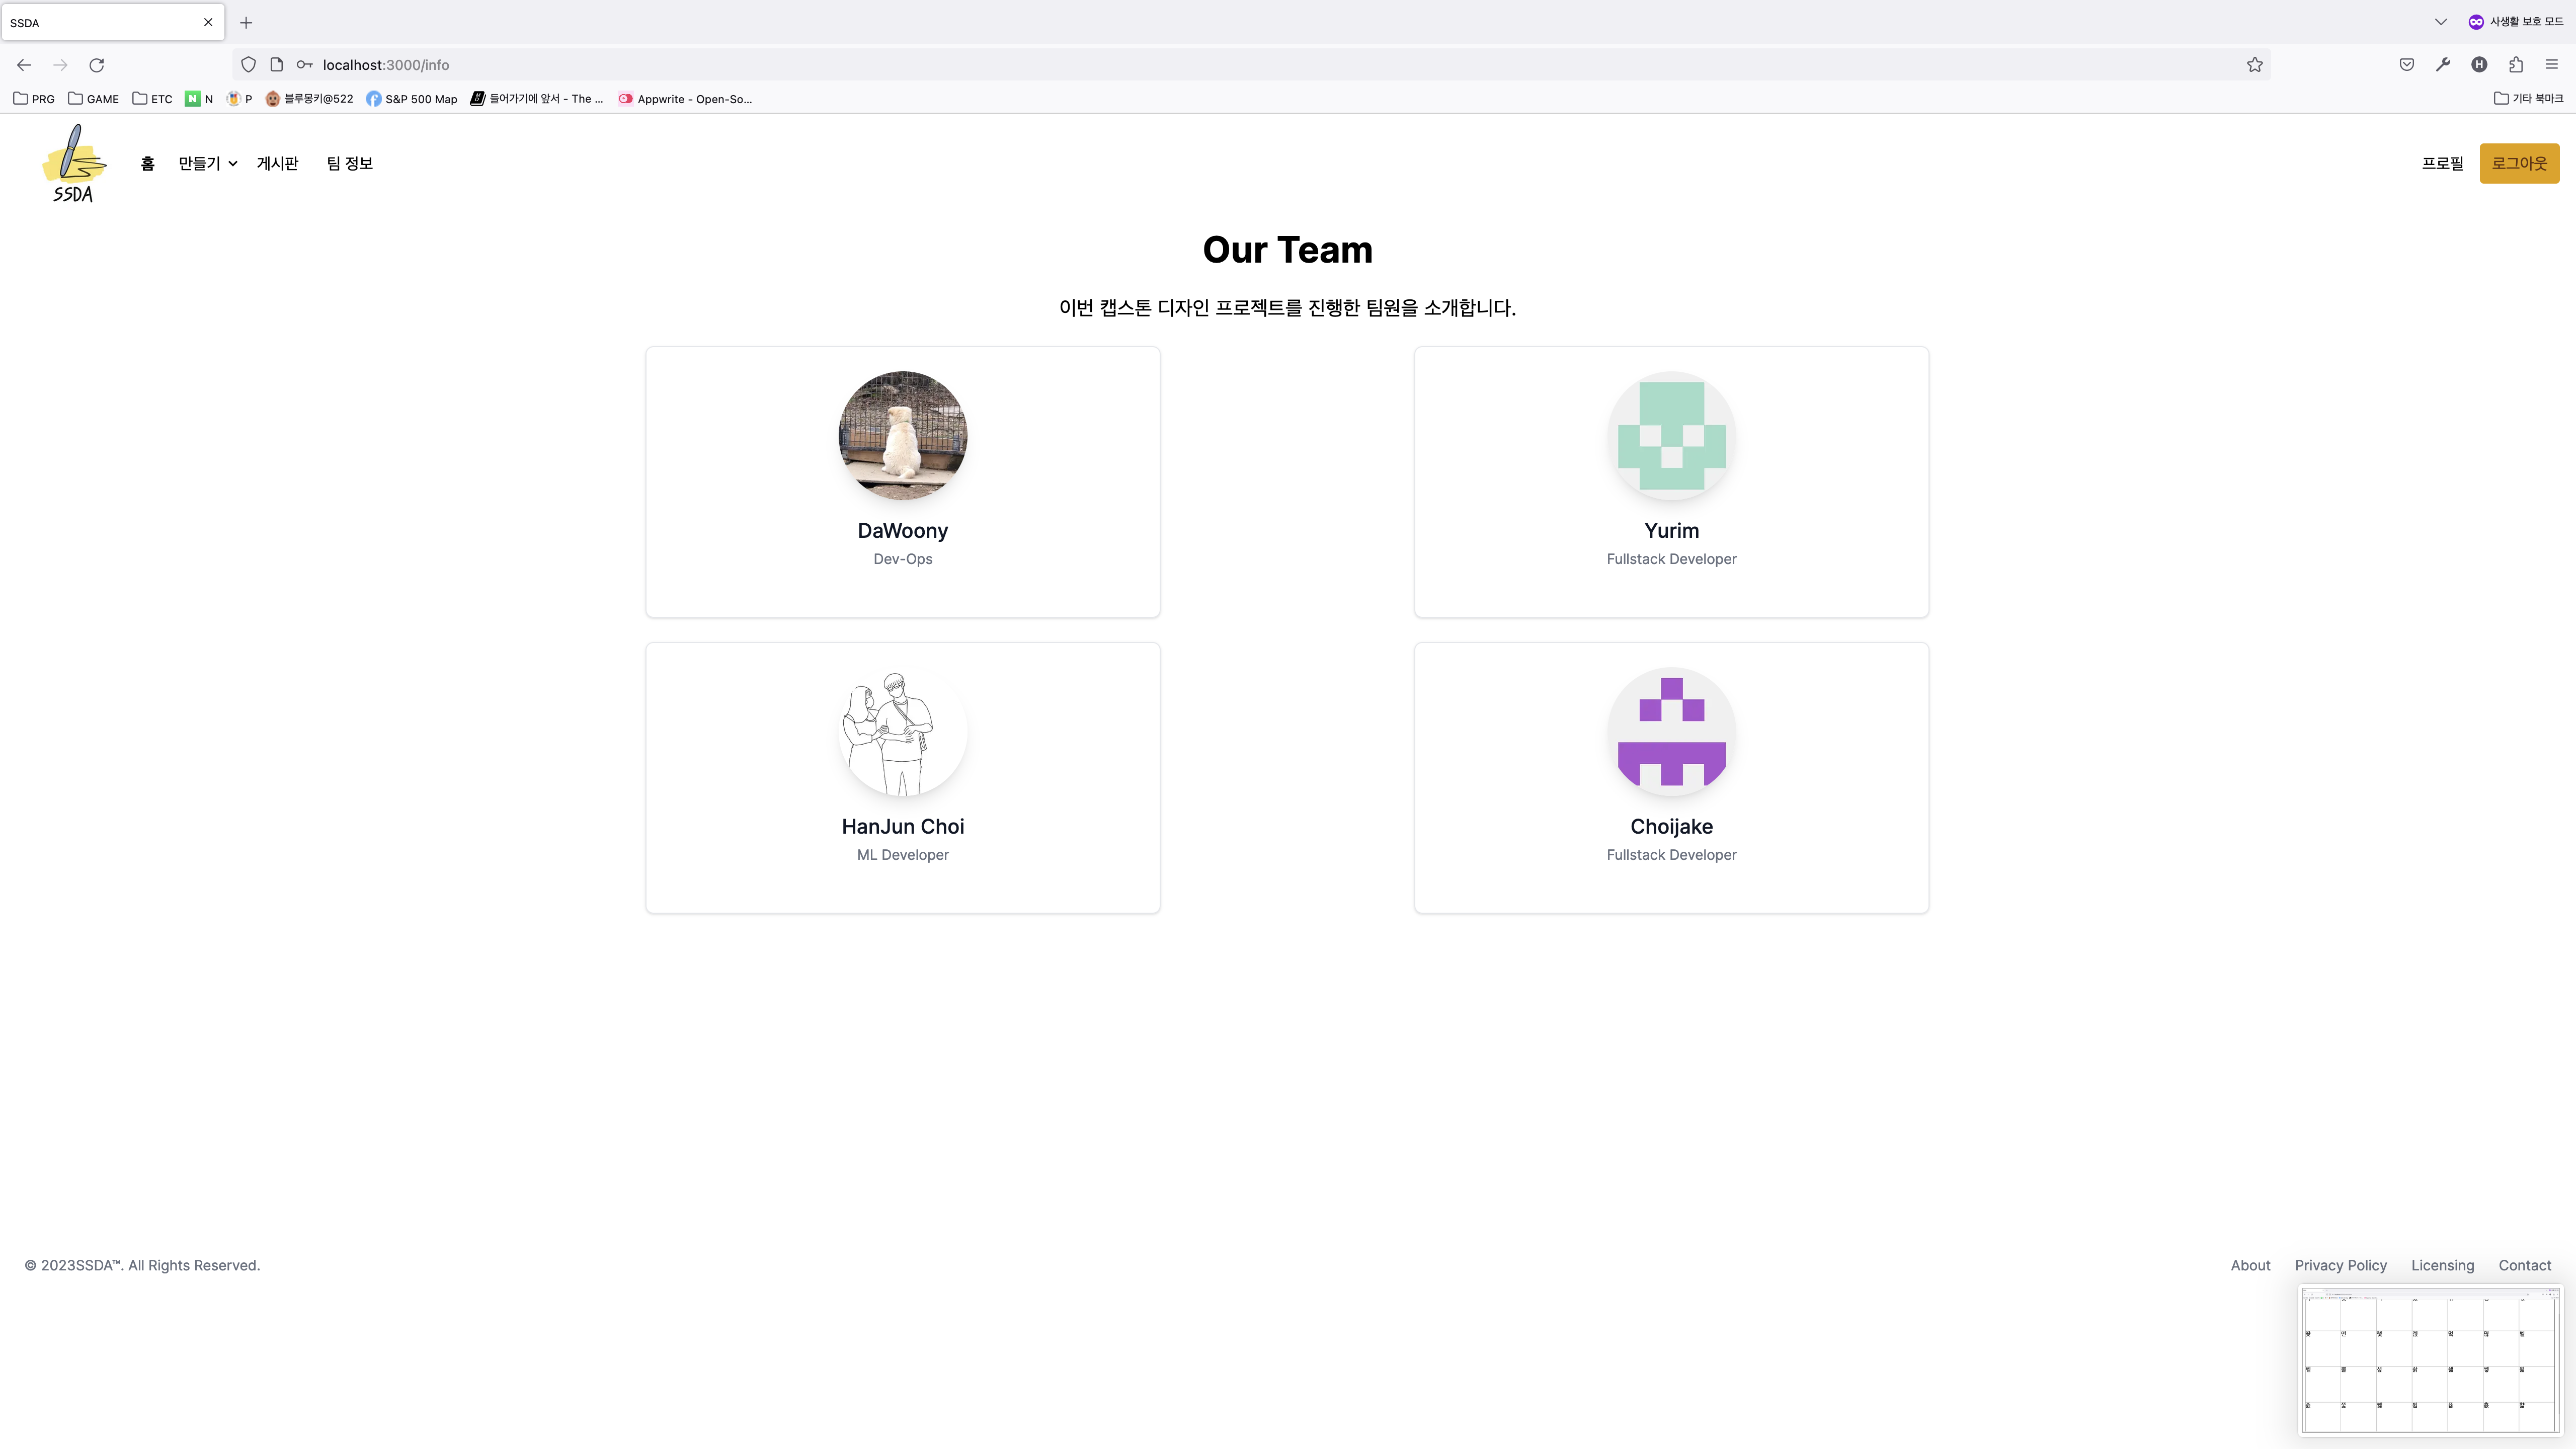 SSDA
사생활 보호 모드
localhost:3000/info
PRG GAME ETC N P 블루몽키@522 S&P 500 Map 들어가기에 앞서 - The ... Appwrite - Open-So... 기타 북마크
SSDA
홈 만들기 게시판 팀 정보 프로필 로그아웃
Our Team
이번 캡스톤 디자인 프로젝트를 진행한 팀원을 소개합니다.
DaWoony
Dev-Ops
Yurim
Fullstack Developer
HanJun Choi
ML Developer
Choijake
Fullstack Developer
© 2023SSDA™. All Rights Reserved.
About Privacy Policy Licensing Contact